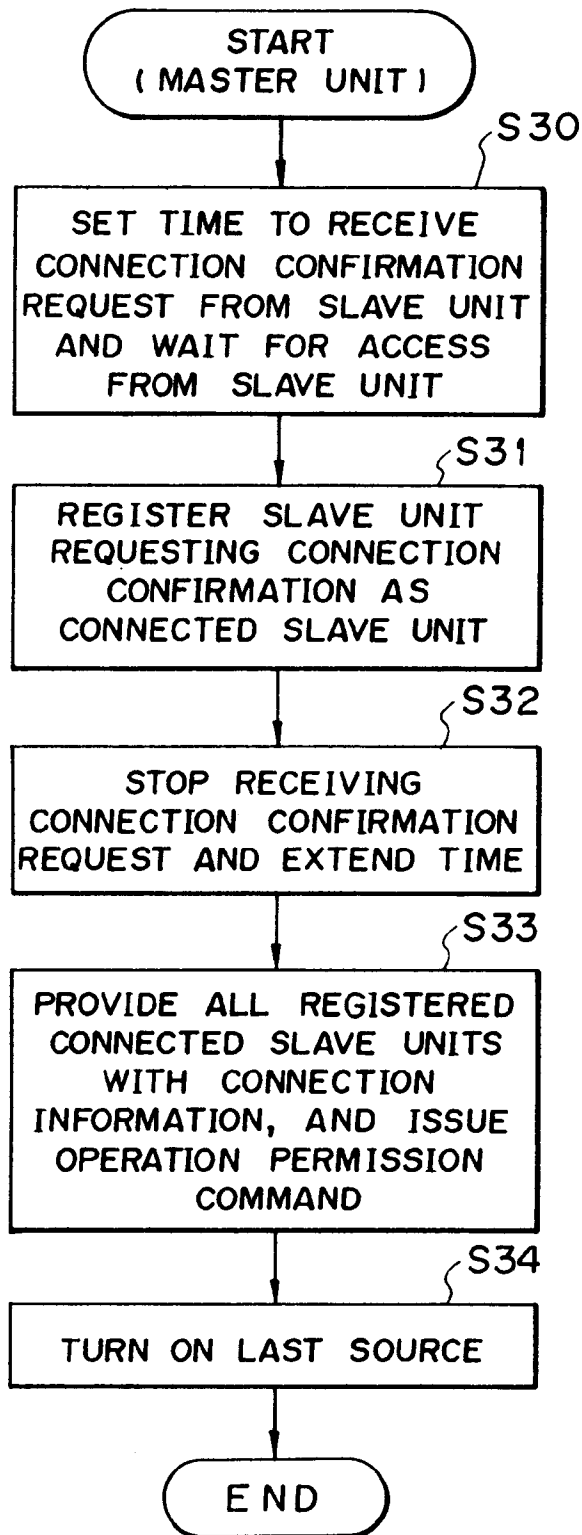 START
(MASTER UNIT)
S30
SET TIME TO RECEIVE
CONNECTION CONFIRMATION
REQUEST FROM SLAVE UNIT
AND WAIT FOR ACCESS
FROM SLAVE UNIT
S31
REGISTER SLAVE UNIT
REQUESTING CONNECTION
CONFIRMATION AS
CONNECTED SLAVE UNIT
S32
STOP RECEIVING
CONNECTION CONFIRMATION
REQUEST AND EXTEND TIME
S33
PROVIDE ALL REGISTERED
CONNECTED SLAVE UNITS
WITH CONNECTION
INFORMATION, AND ISSUE
OPERATION PERMISSION
COMMAND
S34
TURN ON LAST SOURCE
END